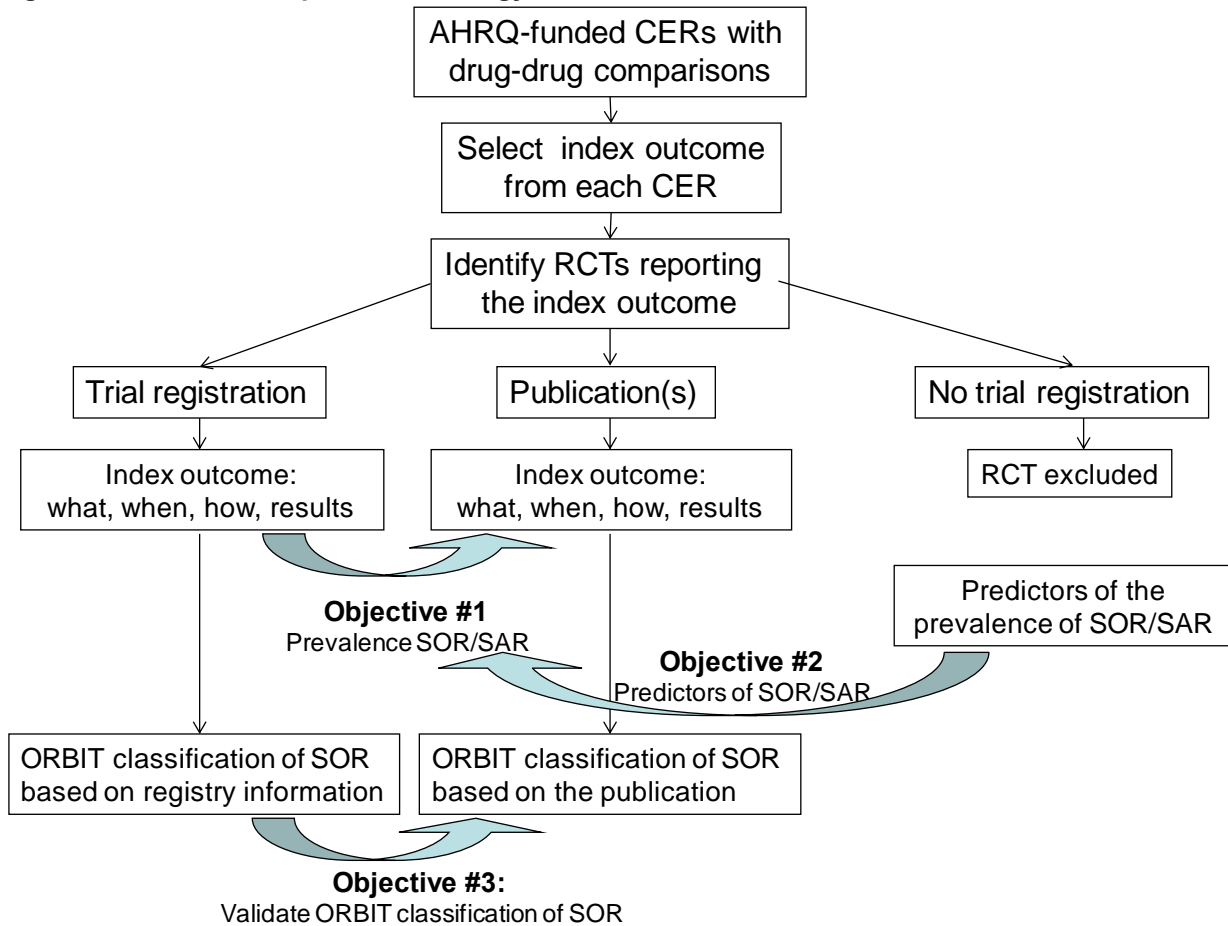 AHRQ-funded CERs with
drug-drug comparisons
Select index outcome
from each CER
Identify RCTs reporting
the index outcome
Trial registration
Publication(s)
No trial registration
Index outcome:
what, when, how, results
Index outcome:
what, when, how, results
RCT excluded
Objective #1
Prevalence SOR/SAR
Predictors of the
prevalence of SOR/SAR
Objective #2
Predictors of SOR/SAR
ORBIT classification of SOR
based on registry information
ORBIT classification of SOR
based on the publication
Objective #3:
Validate ORBIT classification of SOR